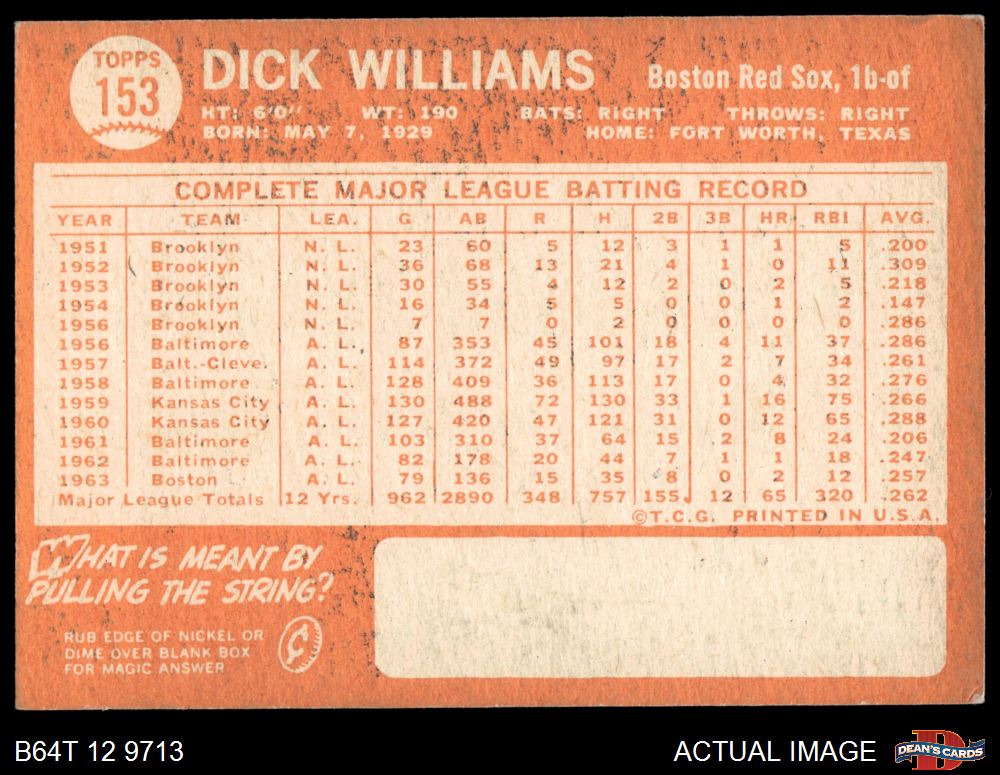 TOPPS
153
DICK WILLIAMS Boston Red Sox, 1b-of
HT: 6'0" WT: 190 BATS: RIGHT THROWS: RIGHT
BORN: MAY 7, 1929 HOME: FORT WORTH, TEXAS
COMPLETE MAJOR LEAGUE BATTING RECORD
YEAR TEAM LEA. G AB R H 2B 3B HR RBI AVG.
1951 Brooklyn N. L. 23 60 5 12 3 1 1 5 .200
1952 Brooklyn N. L. 36 68 13 21 4 1 0 11 .309
1953 Brooklyn N. L. 30 55 4 12 2 0 2 5 .218
1954 Brooklyn N. L. 16 34 5 5 0 0 1 2 .147
1956 Brooklyn N. L. 7 7 0 2 0 0 0 0 .286
1956 Baltimore A. L. 87 353 45 101 18 4 11 37 .286
1957 Balt.-Cleve. A. L. 114 372 49 97 17 2 7 34 .261
1958 Baltimore A. L. 128 409 36 113 17 0 4 32 .276
1959 Kansas City A. L. 130 488 72 130 33 1 16 75 .266
1960 Kansas City A. L. 127 420 47 121 31 0 12 65 .288
1961 Baltimore A. L. 103 310 37 64 15 2 8 24 .206
1962 Baltimore A. L. 82 178 20 44 7 1 1 18 .247
1963 Boston A. L. 79 136 15 35 8 0 2 12 .257
Major League Totals 12 Yrs. 962 2890 348 757 155 12 65 320 .262
©T.C.G. PRINTED IN U.S.A.
WHAT IS MEANT BY
PULLING THE STRING?
RUB EDGE OF NICKEL OR
DIME OVER BLANK BOX
FOR MAGIC ANSWER
B64T 12 9713 ACTUAL IMAGE DEAN'S CARDS